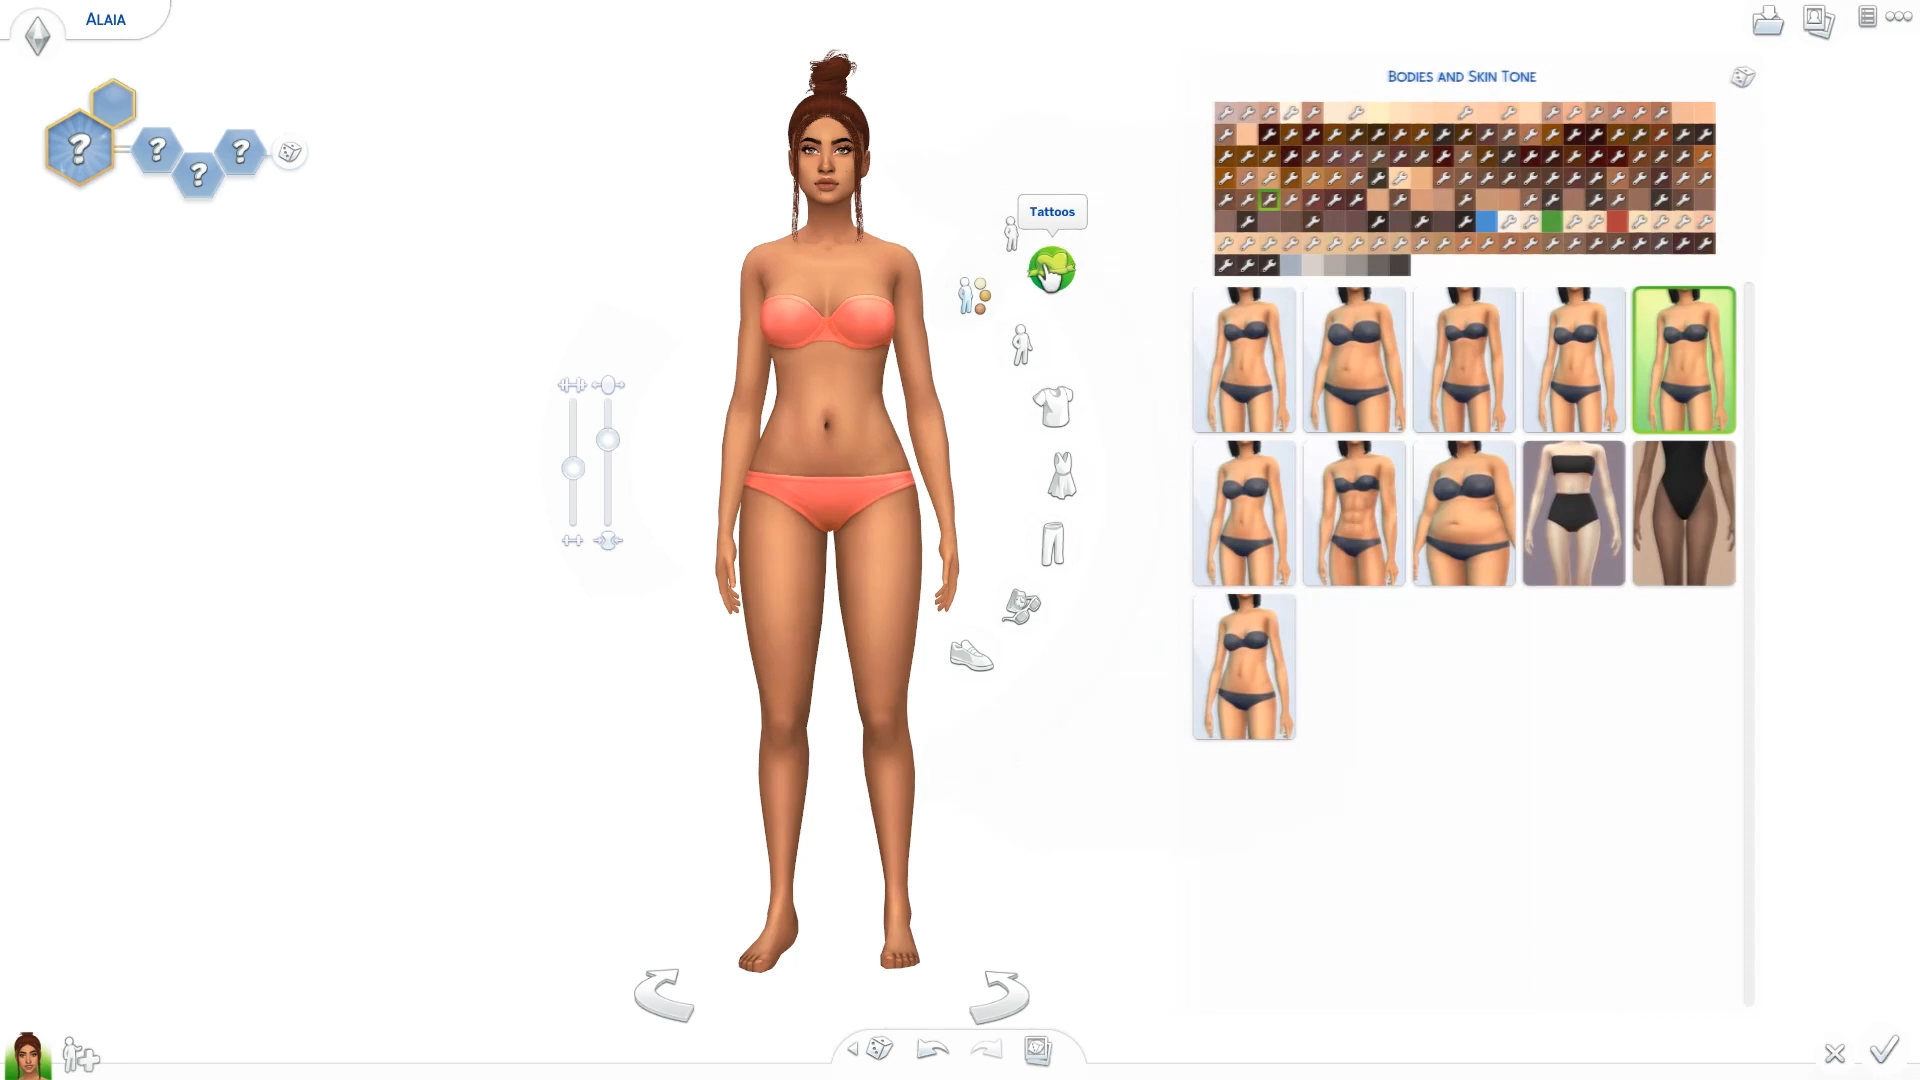 Alaia
Bodies and Skin Tone
Tattoos
? ? ? ?